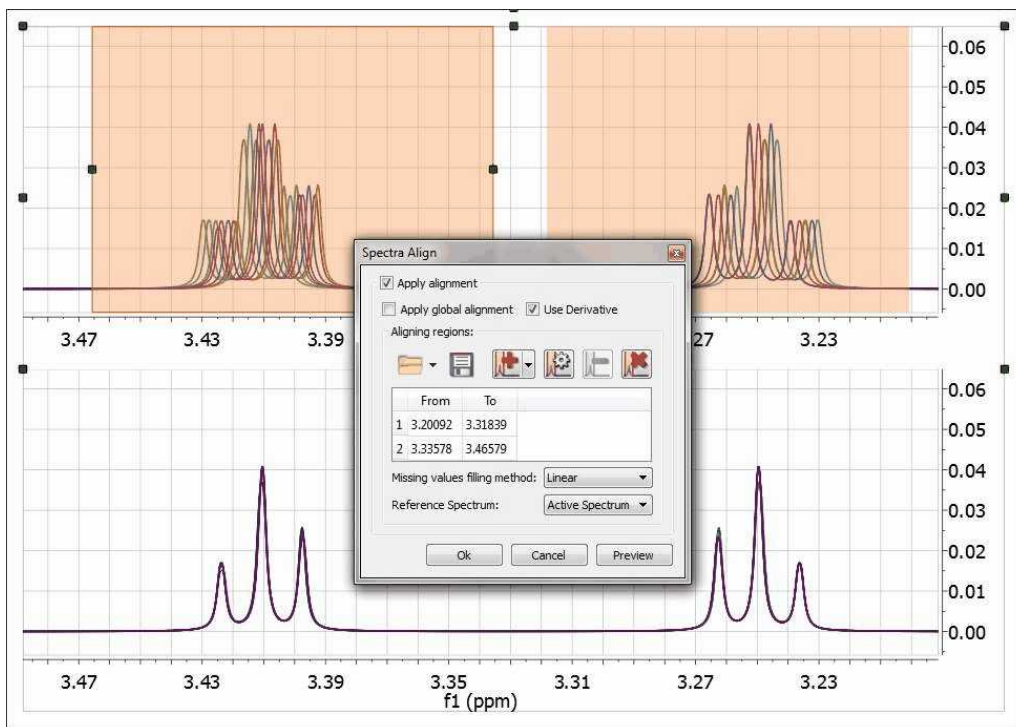 0.06
0.05
0.04
0.03
0.02
0.01
0.00
3.47 3.43 3.39 27 3.23
Spectra Align
Apply alignment
Apply global alignment Use Derivative
Aligning regions:
From To
1 3.20092 3.31839
2 3.33578 3.46579
Missing values filling method: Linear
Reference Spectrum: Active Spectrum
Ok Cancel Preview
0.06
0.05
0.04
0.03
0.02
0.01
0.00
3.47 3.43 3.39 3.35 3.31 3.27 3.23
f1 (ppm)